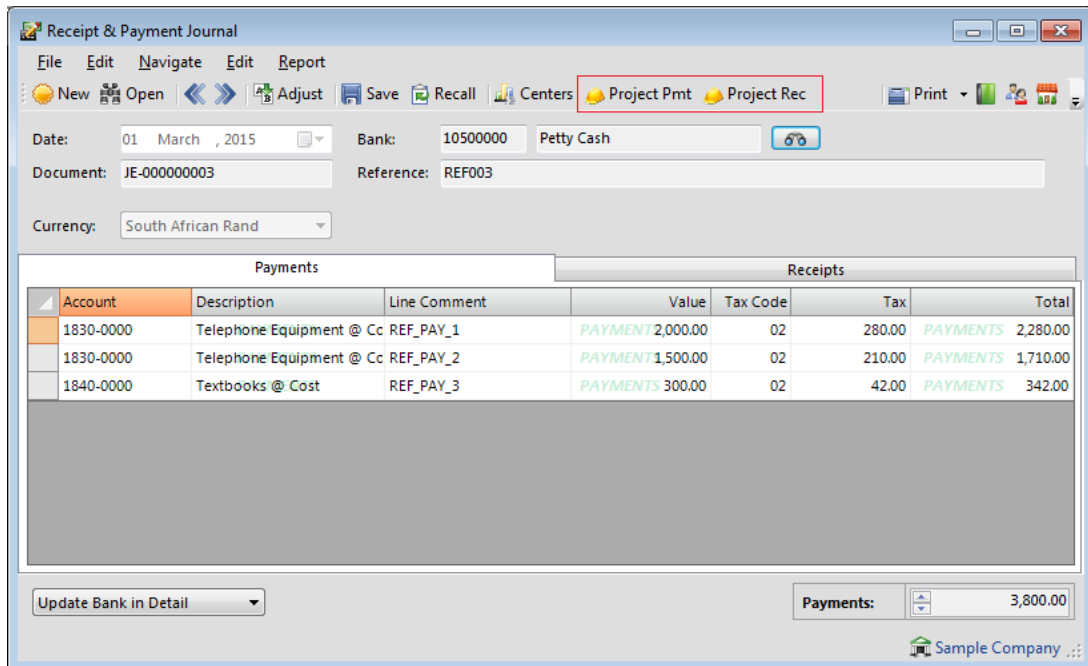 Receipt & Payment Journal
File Edit Navigate Edit Report
New Open Adjust Save Recall Centers Project Pmt Project Rec Print
Date: 01 March , 2015 Bank: 10500000 Petty Cash
Document: JE-000000003 Reference: REF003
Currency: South African Rand
Payments Receipts
Account Description Line Comment Value Tax Code Tax Total
1830-0000 Telephone Equipment @ Cc REF_PAY_1 PAYMENTS 2,000.00 02 280.00 PAYMENTS 2,280.00
1830-0000 Telephone Equipment @ Cc REF_PAY_2 PAYMENTS 1,500.00 02 210.00 PAYMENTS 1,710.00
1840-0000 Textbooks @ Cost REF_PAY_3 PAYMENTS 300.00 02 42.00 PAYMENTS 342.00
Update Bank in Detail Payments: 3,800.00
Sample Company